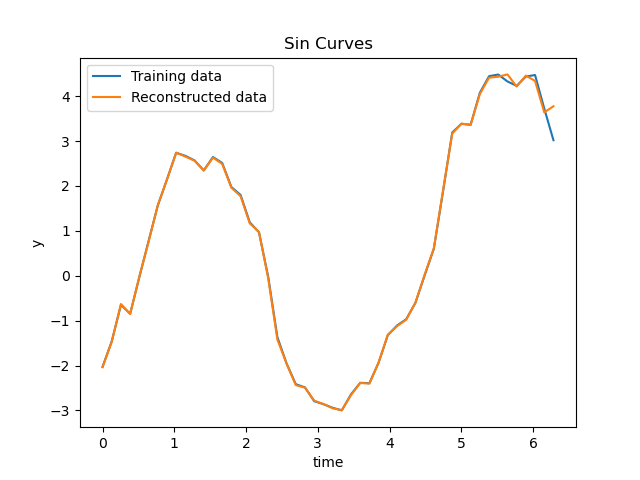 Sin Curves
Training data
Reconstructed data
4
3
2
1
0
−1
−2
−3
y
0 1 2 3 4 5 6
time